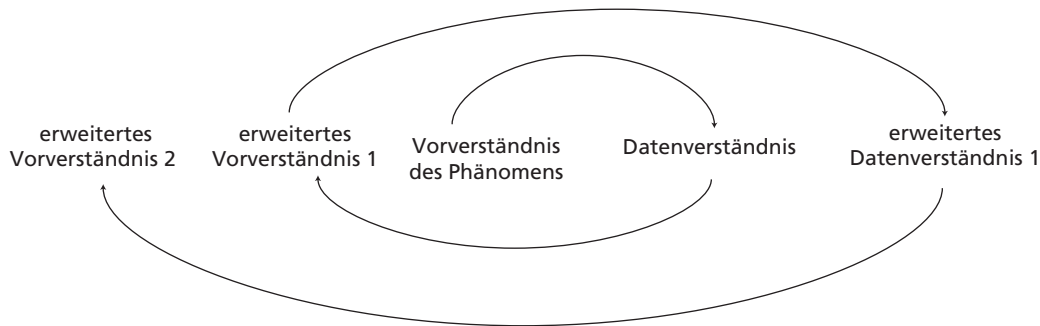 erweitertes
Vorverständnis 2
erweitertes
Vorverständnis 1
Vorverständnis
des Phänomens
Datenverständnis
erweitertes
Datenverständnis 1